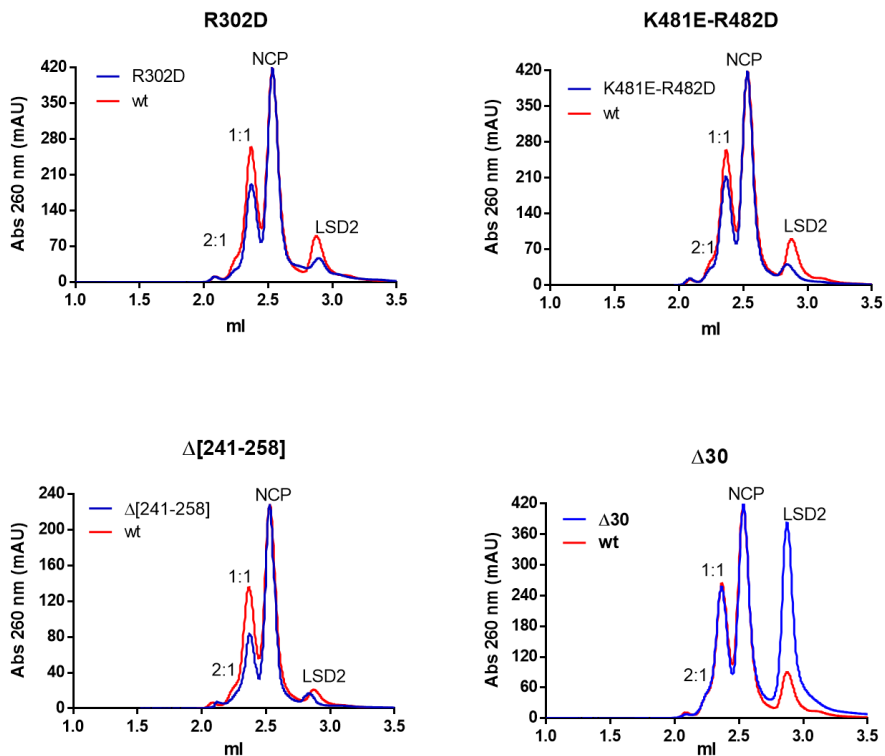 R302D
420
350
280
210
140
70
0
Abs 260 nm (mAU)
R302D
wt
NCP
1:1
2:1
LSD2
1.0 1.5 2.0 2.5 3.0 3.5
ml
K481E-R482D
420
350
280
210
140
70
0
Abs 260 nm (mAU)
K481E-R482D
wt
NCP
1:1
2:1
LSD2
1.0 1.5 2.0 2.5 3.0 3.5
ml
Δ[241-258]
240
200
160
120
80
40
0
Abs 260 nm (mAU)
Δ[241-258]
wt
NCP
1:1
2:1
LSD2
1.0 1.5 2.0 2.5 3.0 3.5
ml
Δ30
420
360
300
240
180
120
60
0
Abs 260 nm (mAU)
Δ30
wt
NCP
1:1
2:1
LSD2
1.0 1.5 2.0 2.5 3.0 3.5
ml